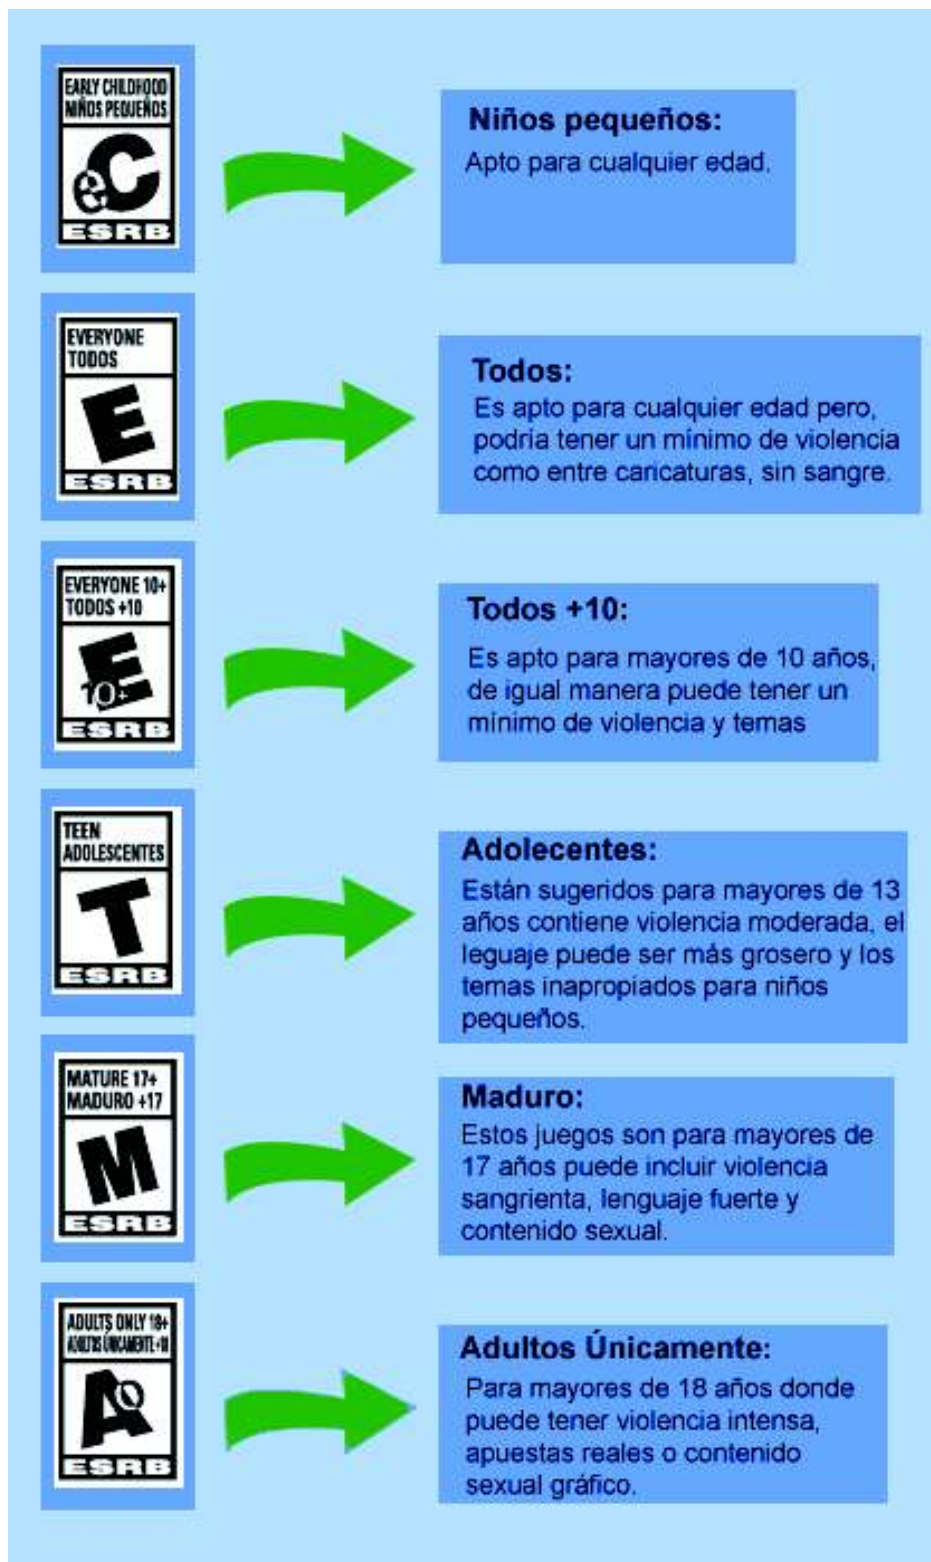 EARLY CHILDHOOD
NIÑOS PEQUEÑOS
eC
ESRB
Niños pequeños:
Apto para cualquier edad.
EVERYONE
TODOS
E
ESRB
Todos:
Es apto para cualquier edad pero,
podría tener un mínimo de violencia
como entre caricaturas, sin sangre.
EVERYONE 10+
TODOS +10
E
10+
ESRB
Todos +10:
Es apto para mayores de 10 años,
de igual manera puede tener un
mínimo de violencia y temas
TEEN
ADOLESCENTES
T
ESRB
Adolecentes:
Están sugeridos para mayores de 13
años contiene violencia moderada, el
leguaje puede ser más grosero y los
temas inapropiados para niños
pequeños.
MATURE 17+
MADURO +17
M
ESRB
Maduro:
Estos juegos son para mayores de
17 años puede incluir violencia
sangrienta, lenguaje fuerte y
contenido sexual.
ADULTS ONLY 18+
ADULTOS ÚNICAMENTE +18
AO
ESRB
Adultos Únicamente:
Para mayores de 18 años donde
puede tener violencia intensa,
apuestas reales o contenido
sexual gráfico.